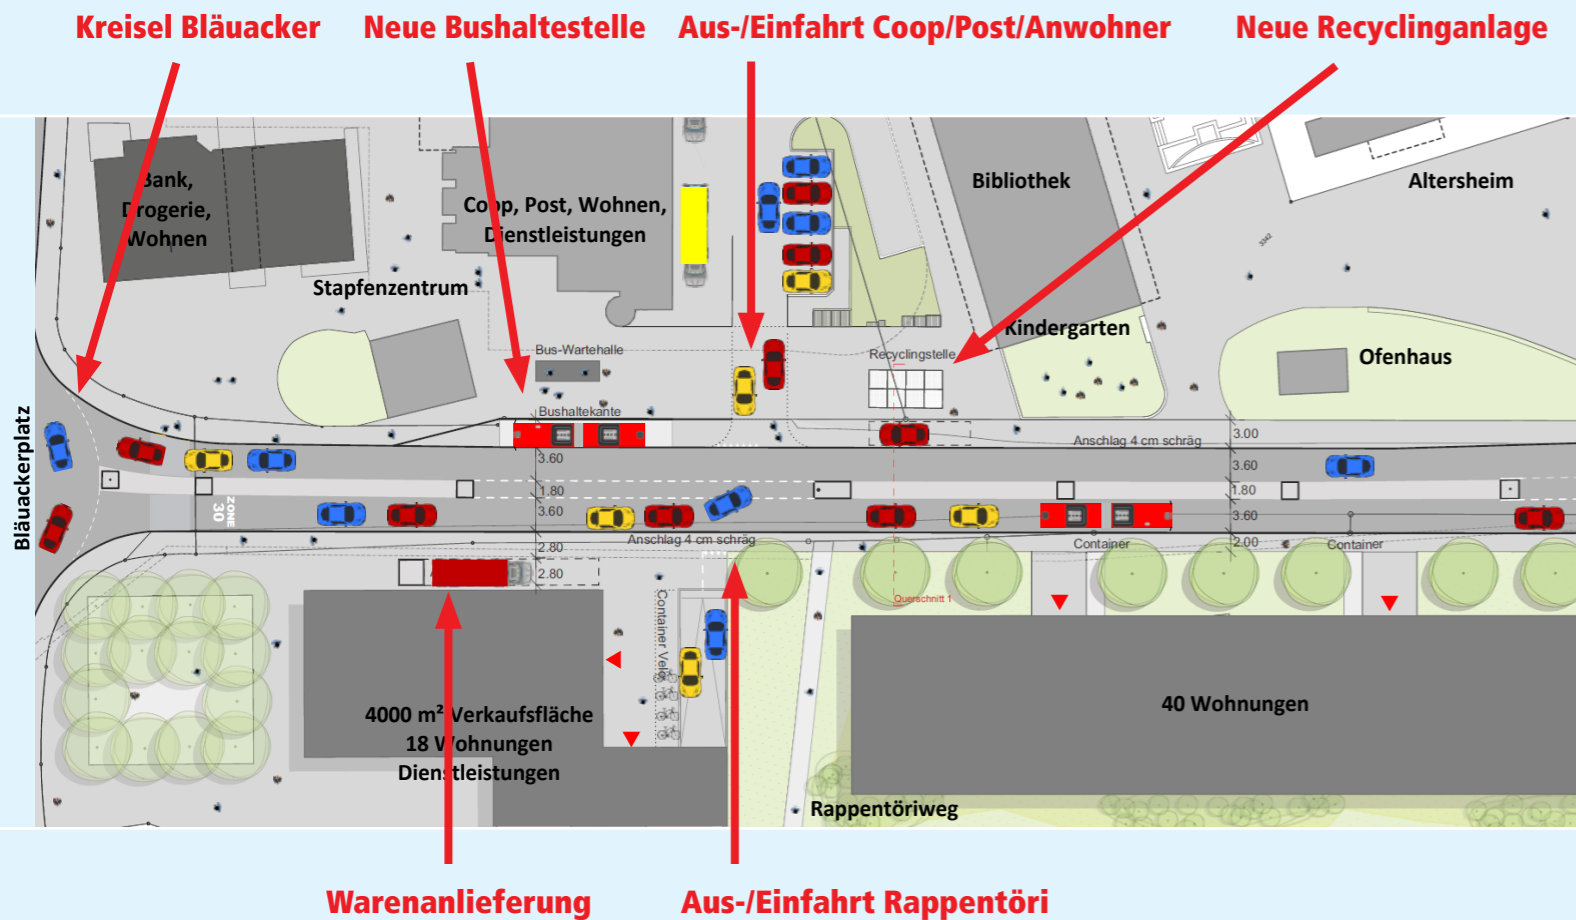 Kreisel Bläuacker
Neue Bushaltestelle
Aus-/Einfahrt Coop/Post/Anwohner
Neue Recyclinganlage
Bank,
Drogerie,
Wohnen
Coop, Post, Wohnen,
Dienstleistungen
Bibliothek
Altersheim
3342
Stapfenzentrum
Kindergarten
Bus-Wartehalle
Recyclingstelle
Ofenhaus
Bläuackerplatz
Bushaltekante
Anschlag 4 cm schräg
3.00
3.60
3.60
1.80
1.80
ZONE
30
3.60
3.60
Anschlag 4 cm schräg
2.80
2.00
Container
Container
2.80
Querschnitt 1
Container Velo
4000 m² Verkaufsfläche
18 Wohnungen
Dienstleistungen
40 Wohnungen
Rappentöriweg
Warenanlieferung
Aus-/Einfahrt Rappentöri